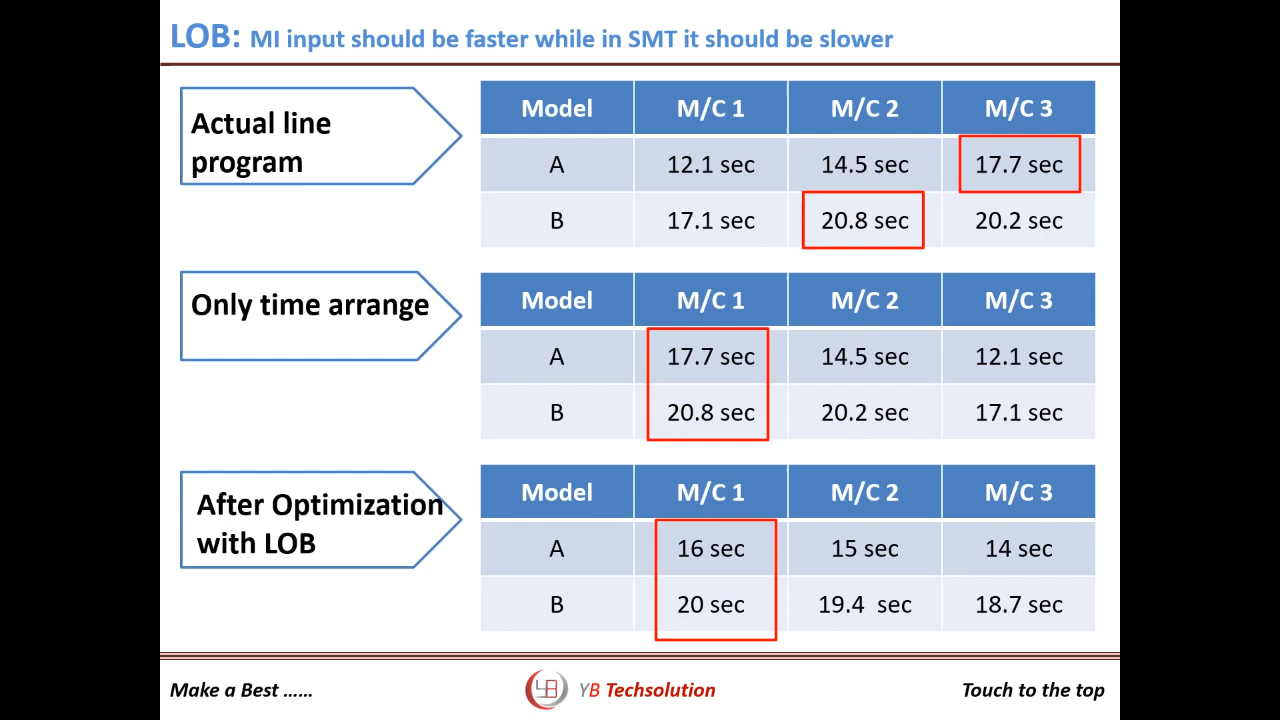 LOB: MI input should be faster while in SMT it should be slower
Actual line
program
Model M/C 1 M/C 2 M/C 3
A 12.1 sec 14.5 sec 17.7 sec
B 17.1 sec 20.8 sec 20.2 sec
Only time arrange
Model M/C 1 M/C 2 M/C 3
A 17.7 sec 14.5 sec 12.1 sec
B 20.8 sec 20.2 sec 17.1 sec
After Optimization
with LOB
Model M/C 1 M/C 2 M/C 3
A 16 sec 15 sec 14 sec
B 20 sec 19.4 sec 18.7 sec
Make a Best ......
YB
YB Techsolution
Touch to the top